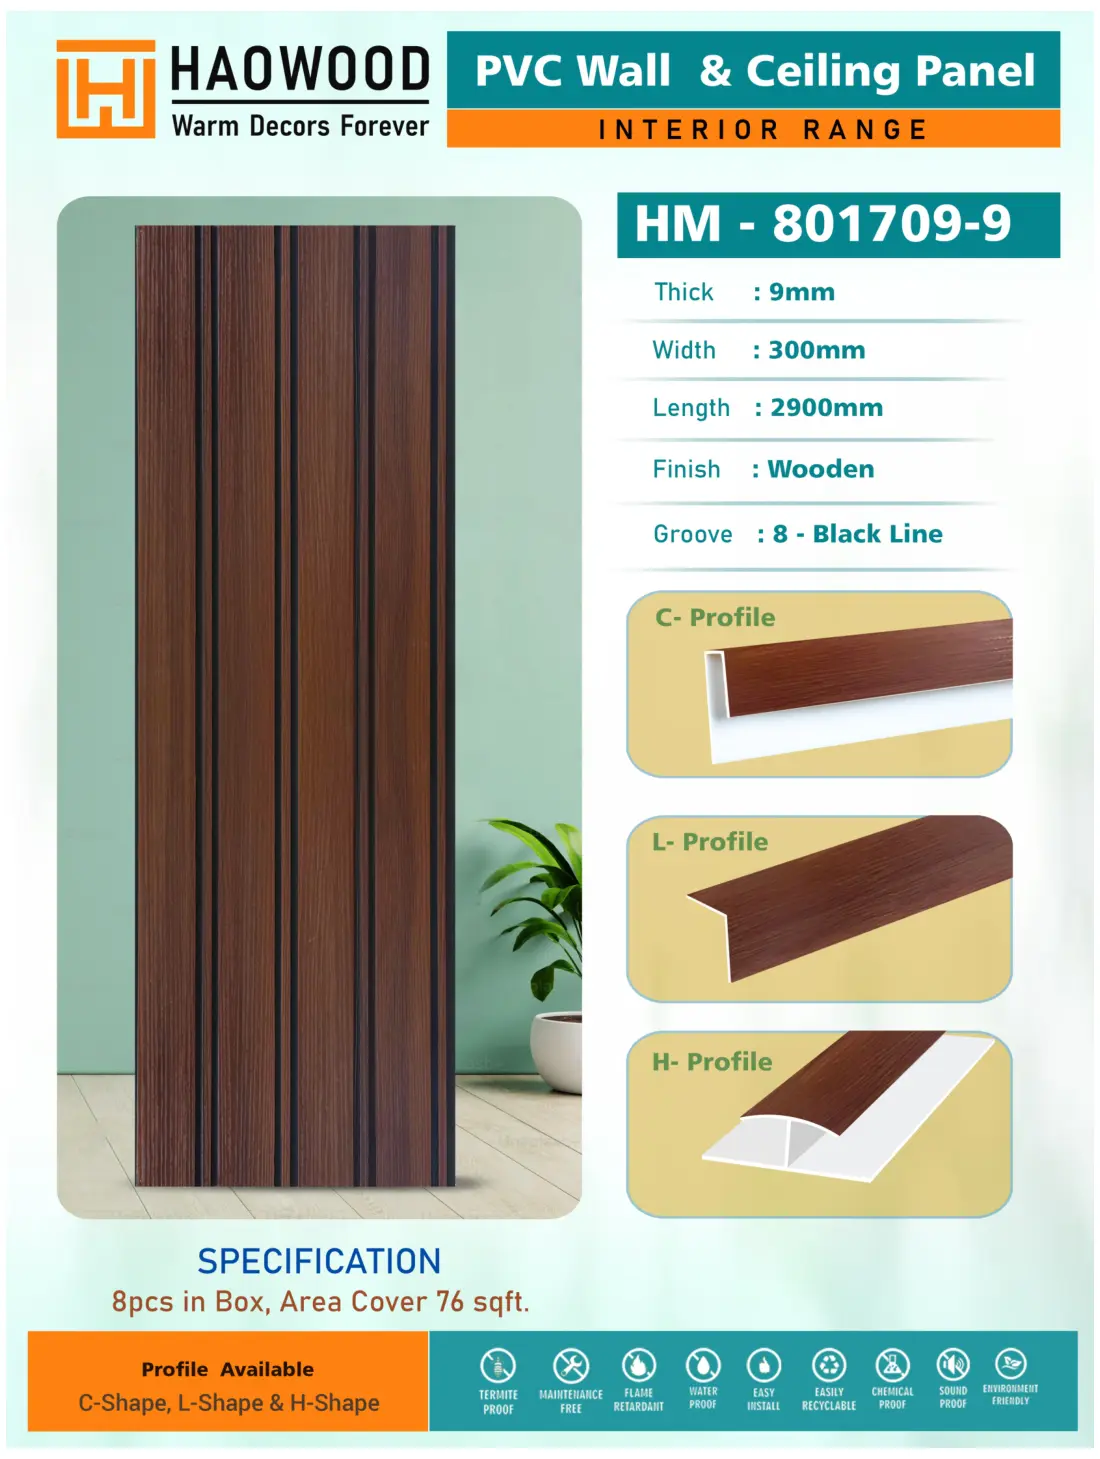 HAOWOOD
Warm Decors Forever
PVC Wall & Ceiling Panel
INTERIOR RANGE
HM - 801709-9
Thick : 9mm
Width : 300mm
Length : 2900mm
Finish : Wooden
Groove : 8 - Black Line
C- Profile
L- Profile
H- Profile
SPECIFICATION
8pcs in Box, Area Cover 76 sqft.
Profile Available
C-Shape, L-Shape & H-Shape
TERMITE PROOF
MAINTENANCE FREE
FLAME RETARDANT
WATER PROOF
EASY INSTALL
EASILY RECYCLABLE
CHEMICAL PROOF
SOUND PROOF
ENVIRONMENT FRIENDLY